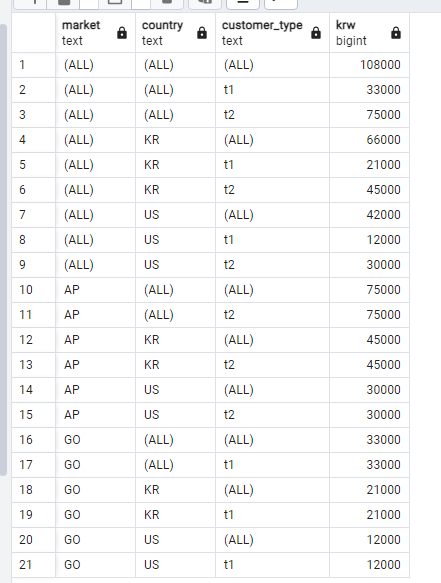 market country customer_type krw
text text text bigint
1 (ALL) (ALL) (ALL) 108000
2 (ALL) (ALL) t1 33000
3 (ALL) (ALL) t2 75000
4 (ALL) KR (ALL) 66000
5 (ALL) KR t1 21000
6 (ALL) KR t2 45000
7 (ALL) US (ALL) 42000
8 (ALL) US t1 12000
9 (ALL) US t2 30000
10 AP (ALL) (ALL) 75000
11 AP (ALL) t2 75000
12 AP KR (ALL) 45000
13 AP KR t2 45000
14 AP US (ALL) 30000
15 AP US t2 30000
16 GO (ALL) (ALL) 33000
17 GO (ALL) t1 33000
18 GO KR (ALL) 21000
19 GO KR t1 21000
20 GO US (ALL) 12000
21 GO US t1 12000